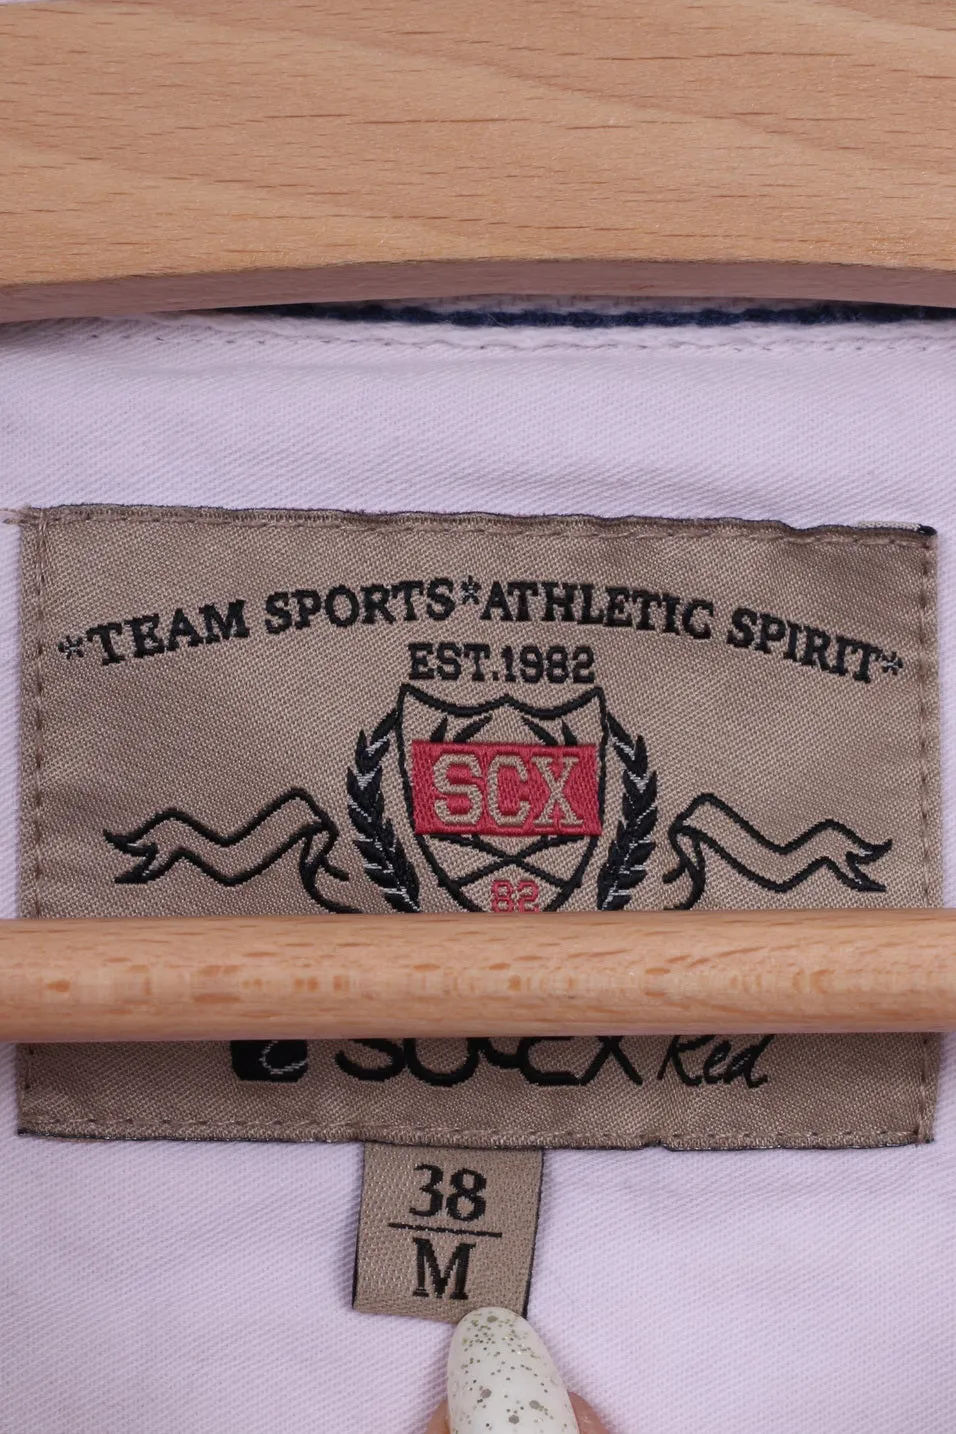 *TEAM SPORTS*ATHLETIC SPIRIT*
EST.1982
SCX
82
Red
38
M